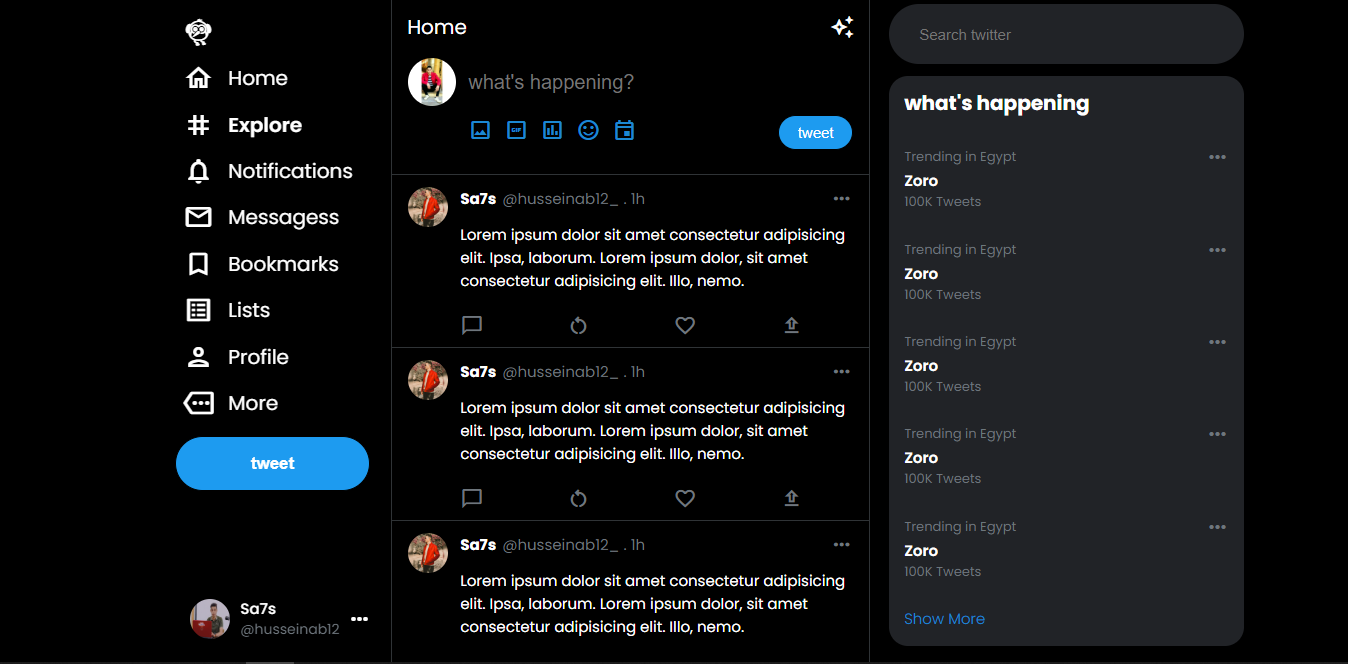 Home
Explore
Notifications
Messagess
Bookmarks
Lists
Profile
More
tweet
Sa7s
@husseinab12
Home
what's happening?
GIF
tweet
Sa7s @husseinab12_ . 1h
Lorem ipsum dolor sit amet consectetur adipisicing
elit. Ipsa, laborum. Lorem ipsum dolor, sit amet
consectetur adipisicing elit. Illo, nemo.
Sa7s @husseinab12_ . 1h
Lorem ipsum dolor sit amet consectetur adipisicing
elit. Ipsa, laborum. Lorem ipsum dolor, sit amet
consectetur adipisicing elit. Illo, nemo.
Sa7s @husseinab12_ . 1h
Lorem ipsum dolor sit amet consectetur adipisicing
elit. Ipsa, laborum. Lorem ipsum dolor, sit amet
consectetur adipisicing elit. Illo, nemo.
Search twitter
what's happening
Trending in Egypt
Zoro
100K Tweets
Trending in Egypt
Zoro
100K Tweets
Trending in Egypt
Zoro
100K Tweets
Trending in Egypt
Zoro
100K Tweets
Trending in Egypt
Zoro
100K Tweets
Show More